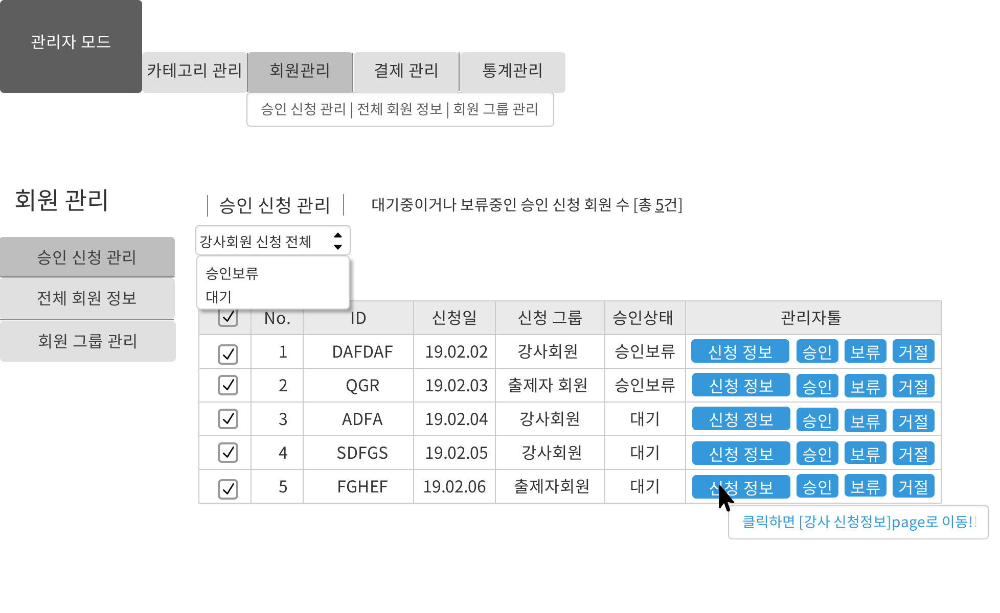 관리자 모드
카테고리 관리 회원관리 결제 관리 통계관리
승인 신청 관리 | 전체 회원 정보 | 회원 그룹 관리
회원 관리
승인 신청 관리
전체 회원 정보
회원 그룹 관리
| 승인 신청 관리 | 대기중이거나 보류중인 승인 신청 회원 수 [총 5건]
강사회원 신청 전체
승인보류
대기
No. ID 신청일 신청 그룹 승인상태 관리자툴
1 DAFDAF 19.02.02 강사회원 승인보류 신청 정보 승인 보류 거절
2 QGR 19.02.03 출제자 회원 승인보류 신청 정보 승인 보류 거절
3 ADFA 19.02.04 강사회원 대기 신청 정보 승인 보류 거절
4 SDFGS 19.02.05 강사회원 대기 신청 정보 승인 보류 거절
5 FGHEF 19.02.06 출제자회원 대기 신청 정보 승인 보류 거절
클릭하면 [강사 신청정보]page로 이동!!